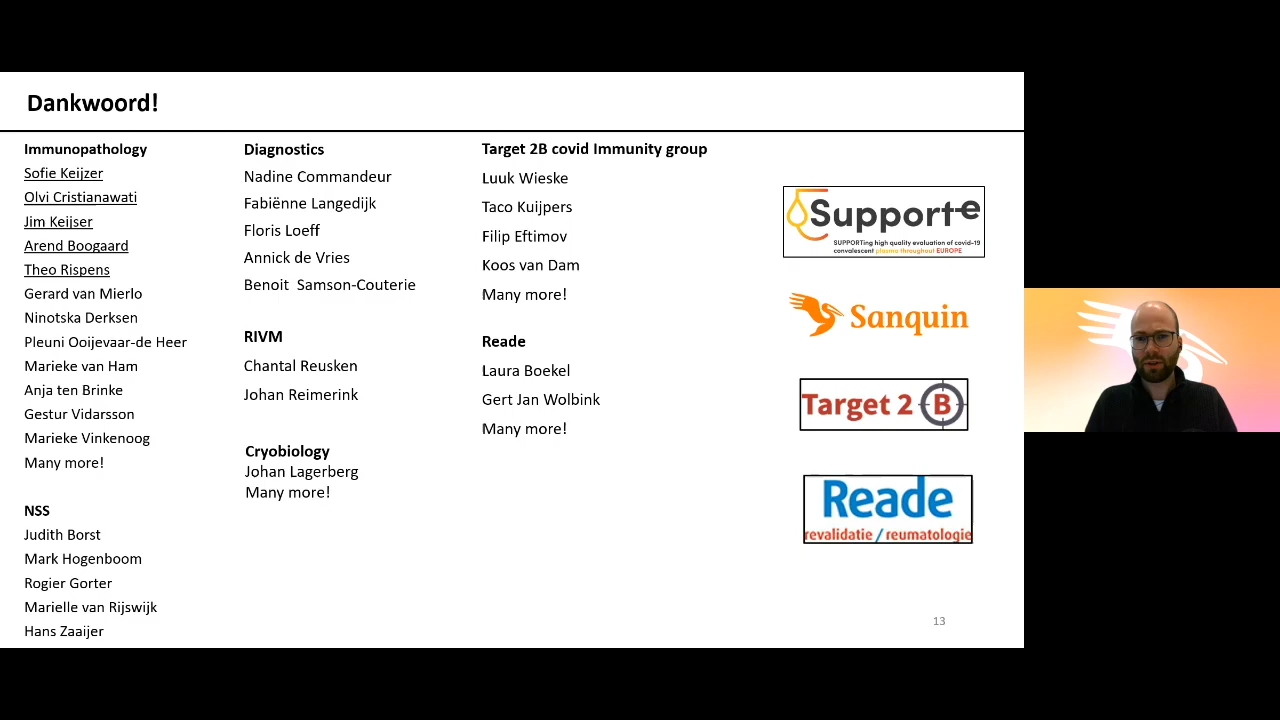 Dankwoord!
Immunopathology
Sofie Keijzer
Olvi Cristianawati
Jim Keijser
Arend Boogaard
Theo Rispens
Gerard van Mierlo
Ninotska Derksen
Pleuni Ooijevaar-de Heer
Marieke van Ham
Anja ten Brinke
Gestur Vidarsson
Marieke Vinkenoog
Many more!
NSS
Judith Borst
Mark Hogenboom
Rogier Gorter
Marielle van Rijswijk
Hans Zaaijer
Diagnostics
Nadine Commandeur
Fabiënne Langedijk
Floris Loeff
Annick de Vries
Benoit  Samson-Couterie
RIVM
Chantal Reusken
Johan Reimerink
Cryobiology
Johan Lagerberg
Many more!
Target 2B covid Immunity group
Luuk Wieske
Taco Kuijpers
Filip Eftimov
Koos van Dam
Many more!
Reade
Laura Boekel
Gert Jan Wolbink
Many more!
Support-e
SUPPORTing high quality evaluation of covid-19
convalescent plasma throughout EUROPE
Sanquin
Target 2 B
Reade
revalidatie / reumatologie
13